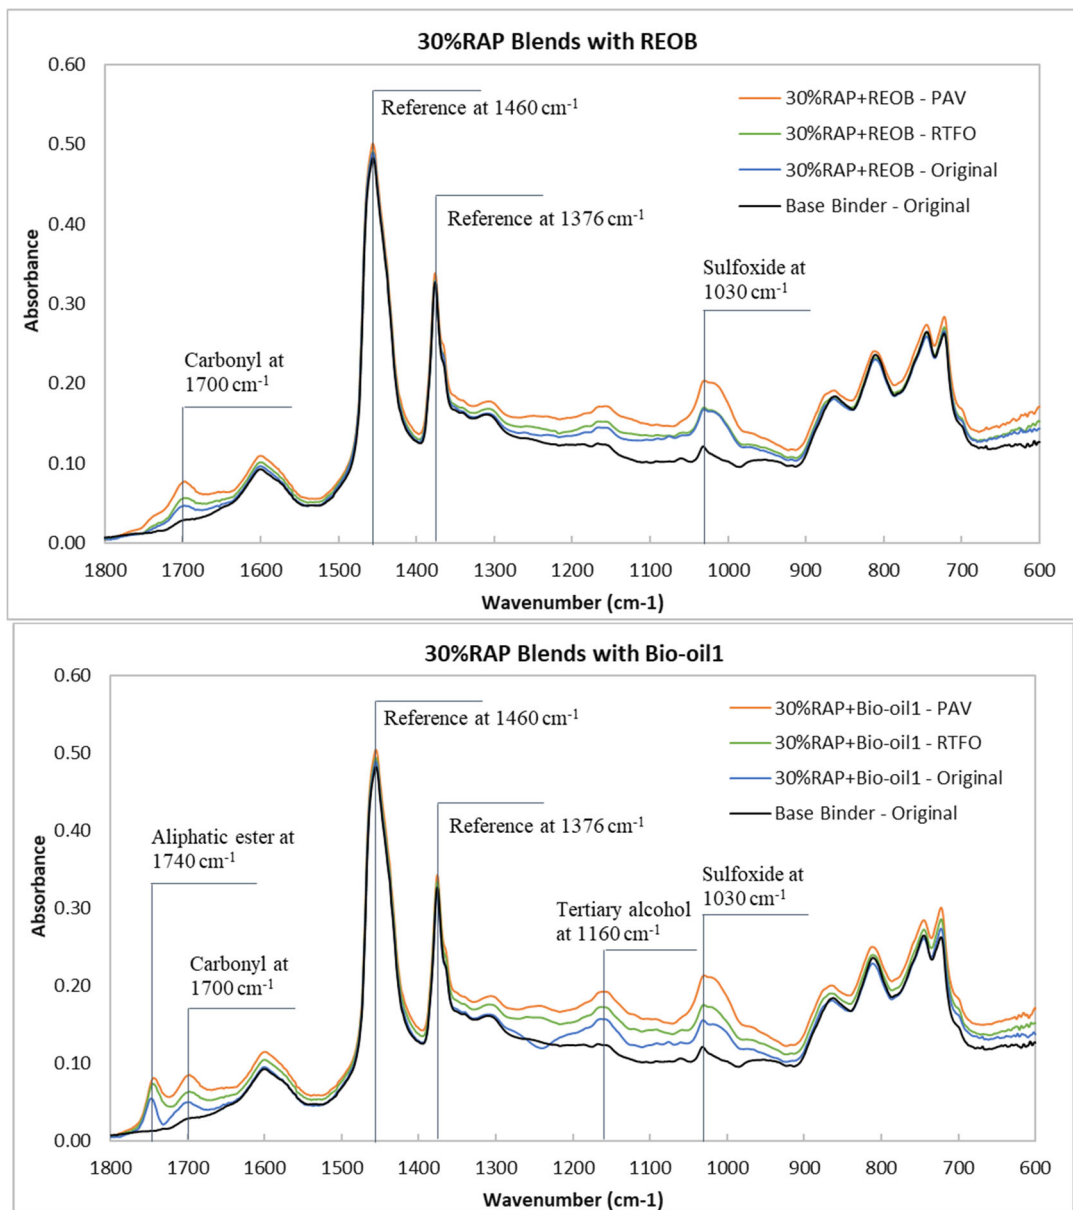 30%RAP Blends with REOB
0.60
0.50
0.40
0.30
0.20
0.10
0.00
Absorbance
Reference at 1460 cm-1
Reference at 1376 cm-1
Sulfoxide at
1030 cm-1
Carbonyl at
1700 cm-1
30%RAP+REOB - PAV
30%RAP+REOB - RTFO
30%RAP+REOB - Original
Base Binder - Original
1800 1700 1600 1500 1400 1300 1200 1100 1000 900 800 700 600
Wavenumber (cm-1)
30%RAP Blends with Bio-oil1
0.60
0.50
0.40
0.30
0.20
0.10
0.00
Absorbance
Reference at 1460 cm-1
Reference at 1376 cm-1
Aliphatic ester at
1740 cm-1
Carbonyl at
1700 cm-1
Tertiary alcohol
at 1160 cm-1
Sulfoxide at
1030 cm-1
30%RAP+Bio-oil1 - PAV
30%RAP+Bio-oil1 - RTFO
30%RAP+Bio-oil1 - Original
Base Binder - Original
1800 1700 1600 1500 1400 1300 1200 1100 1000 900 800 700 600
Wavenumber (cm-1)